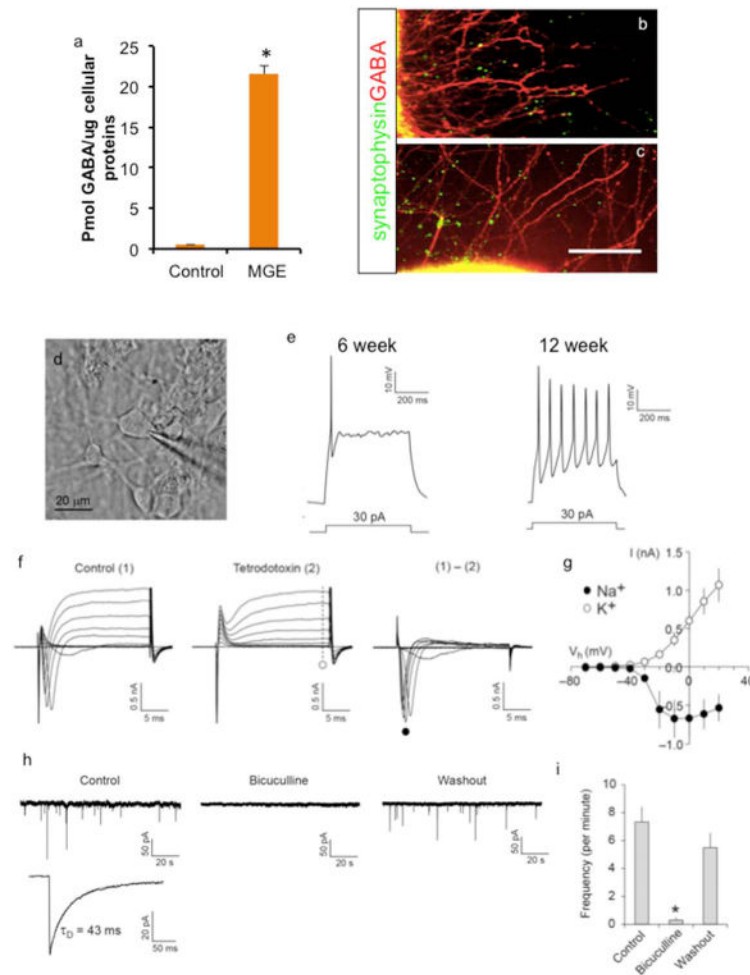 a
25
20
15
10
5
0
Pmol GABA/ug cellular
proteins
*
Control MGE
synaptophysinGABA
b
c
d
20 µm
e
6 week
12 week
10 mV
200 ms
10 mV
200 ms
30 pA
30 pA
f
Control (1)
Tetrodotoxin (2)
(1) – (2)
0.5 nA
5 ms
0.5 nA
5 ms
0.5 nA
5 ms
g
I (nA)
1.5
1.0
0.5
0.0
–0.5
–1.0
Na+
K+
Vh (mV)
–80
–40
0
40
h
Control
Bicuculline
Washout
50 pA
20 s
50 pA
20 s
50 pA
20 s
τD = 43 ms
20 pA
50 ms
i
Frequency (per minute)
10
8
6
4
2
0
*
Control
Bicuculline
Washout